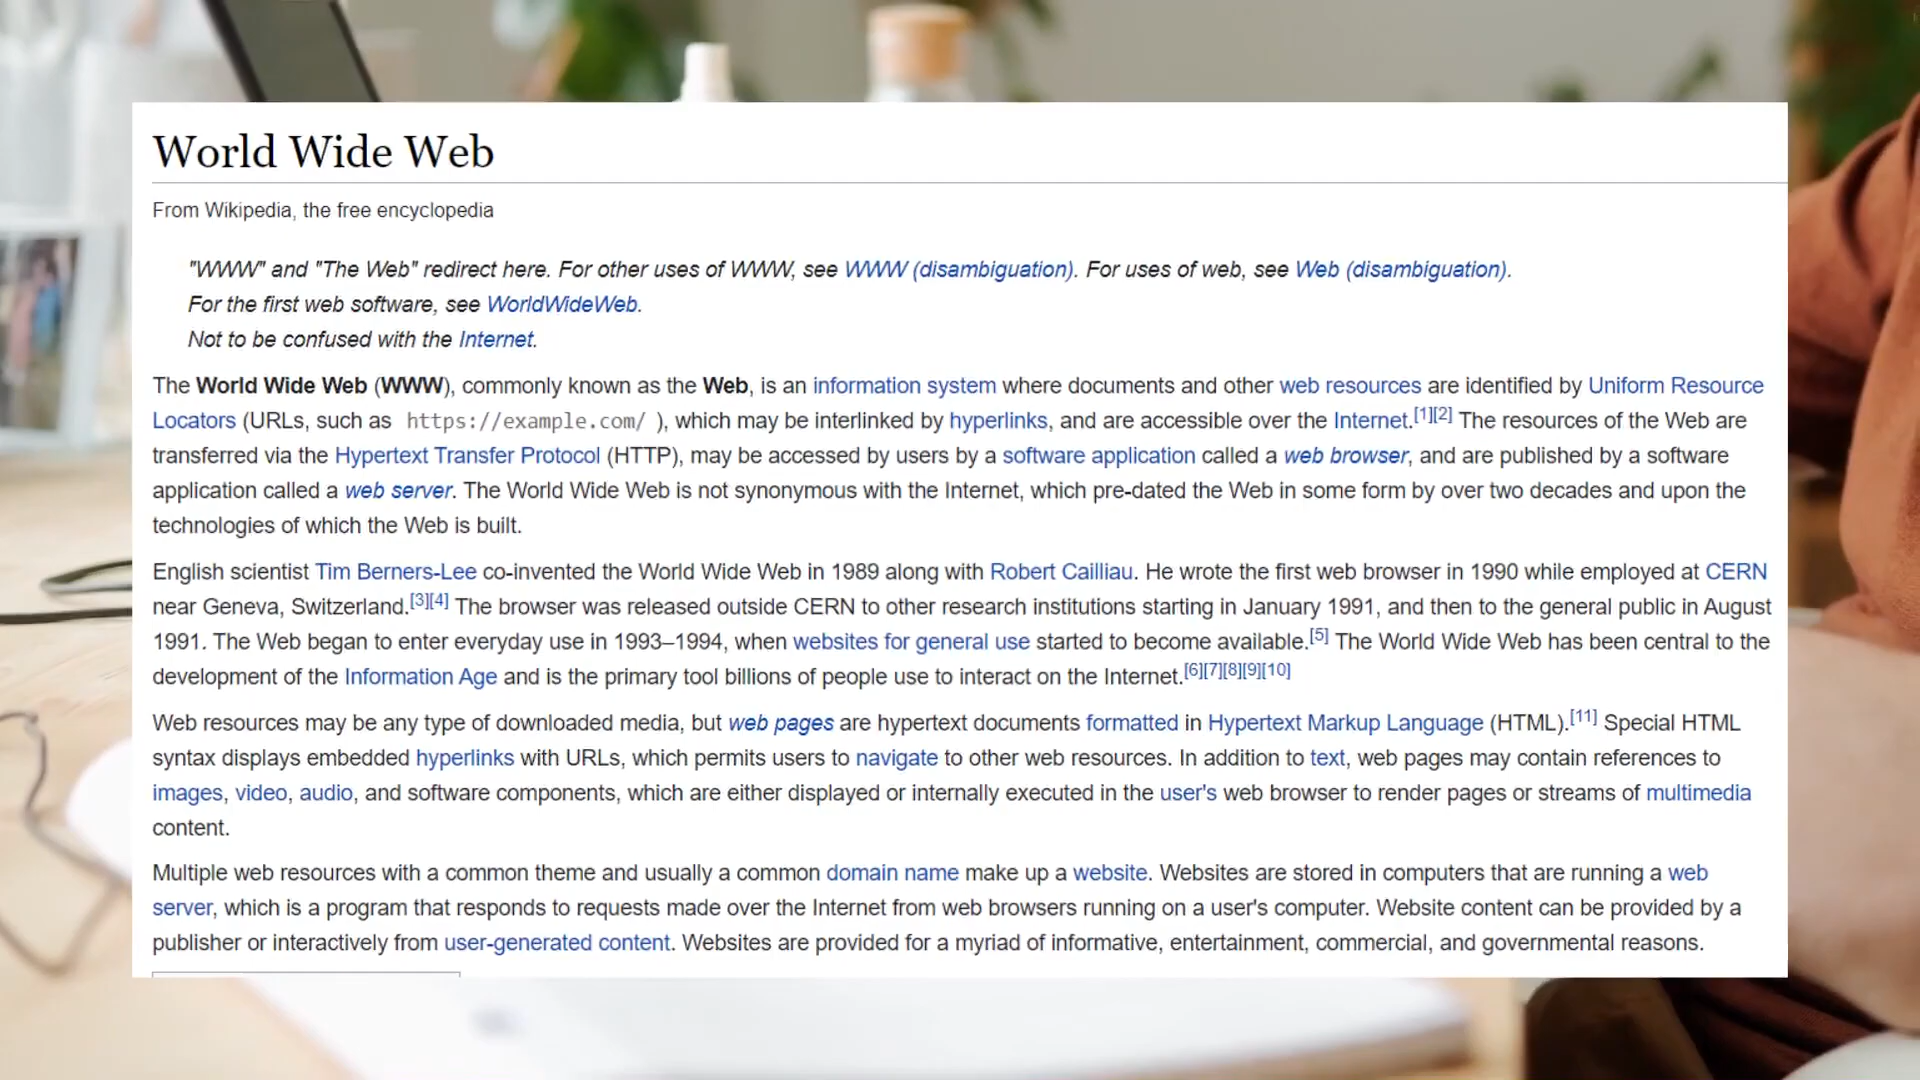 World Wide Web
From Wikipedia, the free encyclopedia
"WWW" and "The Web" redirect here. For other uses of WWW, see WWW (disambiguation). For uses of web, see Web (disambiguation).
For the first web software, see WorldWideWeb.
Not to be confused with the Internet.
The World Wide Web (WWW), commonly known as the Web, is an information system where documents and other web resources are identified by Uniform Resource
Locators (URLs, such as https://example.com/ ), which may be interlinked by hyperlinks, and are accessible over the Internet.[1][2] The resources of the Web are
transferred via the Hypertext Transfer Protocol (HTTP), may be accessed by users by a software application called a web browser, and are published by a software
application called a web server. The World Wide Web is not synonymous with the Internet, which pre-dated the Web in some form by over two decades and upon the
technologies of which the Web is built.
English scientist Tim Berners-Lee co-invented the World Wide Web in 1989 along with Robert Cailliau. He wrote the first web browser in 1990 while employed at CERN
near Geneva, Switzerland.[3][4] The browser was released outside CERN to other research institutions starting in January 1991, and then to the general public in August
1991. The Web began to enter everyday use in 1993–1994, when websites for general use started to become available.[5] The World Wide Web has been central to the
development of the Information Age and is the primary tool billions of people use to interact on the Internet.[6][7][8][9][10]
Web resources may be any type of downloaded media, but web pages are hypertext documents formatted in Hypertext Markup Language (HTML).[11] Special HTML
syntax displays embedded hyperlinks with URLs, which permits users to navigate to other web resources. In addition to text, web pages may contain references to
images, video, audio, and software components, which are either displayed or internally executed in the user's web browser to render pages or streams of multimedia
content.
Multiple web resources with a common theme and usually a common domain name make up a website. Websites are stored in computers that are running a web
server, which is a program that responds to requests made over the Internet from web browsers running on a user's computer. Website content can be provided by a
publisher or interactively from user-generated content. Websites are provided for a myriad of informative, entertainment, commercial, and governmental reasons.